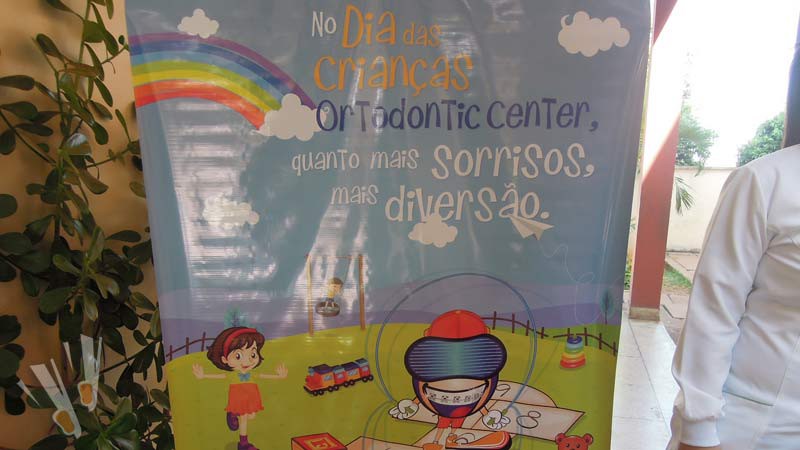 No Dia das
Crianças
Ortodontic Center,
quanto mais sorrisos,
mais diversão.